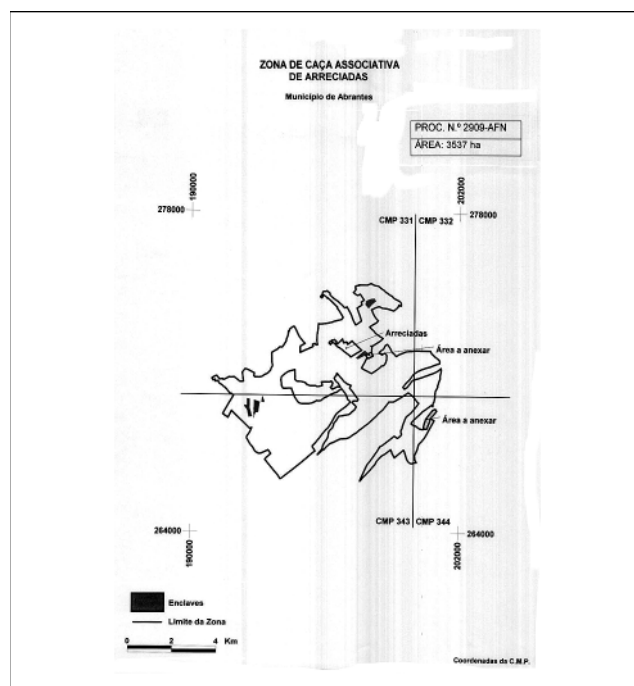 ZONA DE CAÇA ASSOCIATIVA
DE ARRECIADAS
Município de Abrantes
PROC. N.º 2909-AFN
ÁREA: 3537 ha
190000
202000
278000
278000
CMP 331
CMP 332
Arreciadas
Área a anexar
Área a anexar
CMP 343
CMP 344
264000
264000
190000
202000
Enclaves
Limite da Zona
0 2 4 Km
Coordenadas da C.M.P.